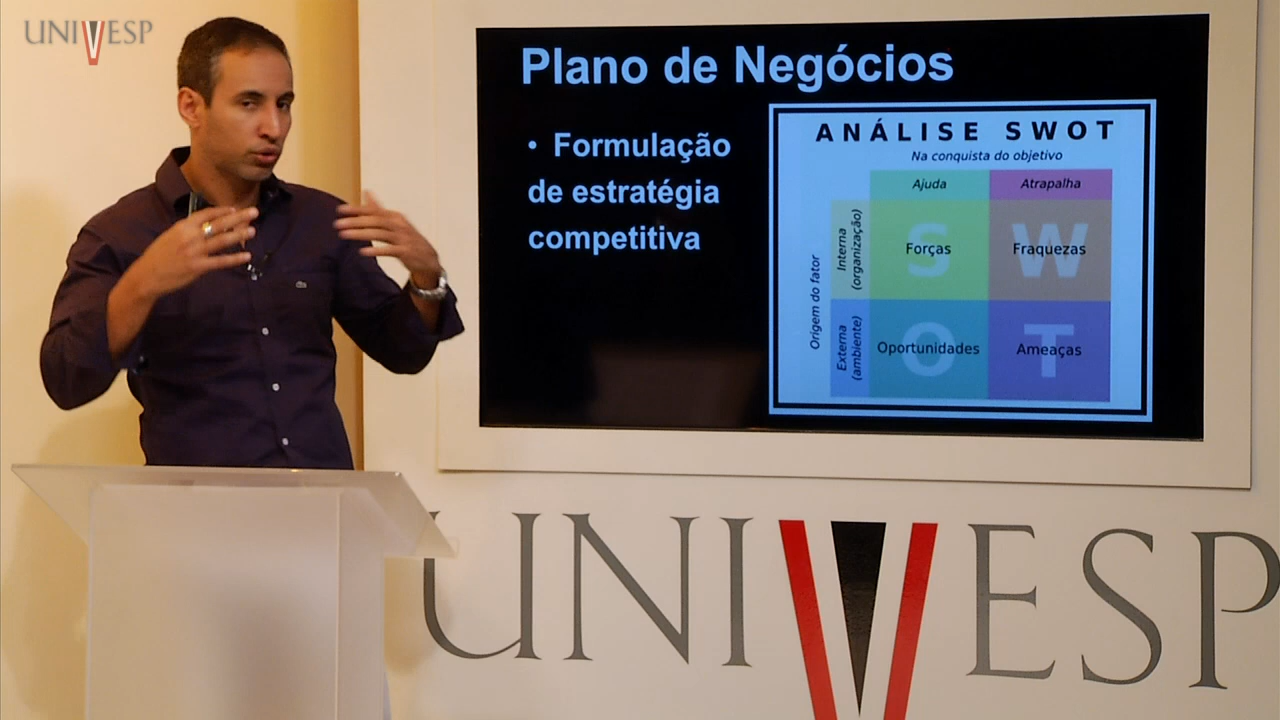 UNIVESP
Plano de Negócios
• Formulação
de estratégia
competitiva
ANÁLISE SWOT
Na conquista do objetivo
Ajuda
Atrapalha
Origem do fator
Interna
(organização)
S
Forças
W
Fraquezas
Externa
(ambiente)
O
Oportunidades
T
Ameaças
UNIVESP